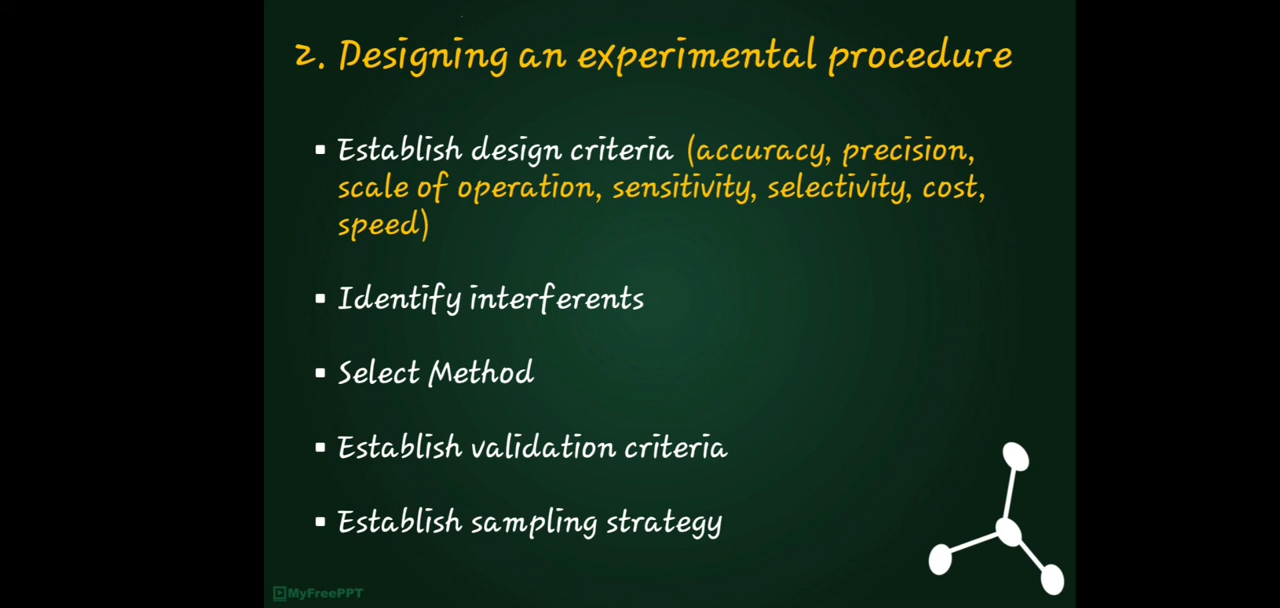 2. Designing an experimental procedure
▪ Establish design criteria (accuracy, precision,
scale of operation, sensitivity, selectivity, cost,
speed)
▪ Identify interferents
▪ Select Method
▪ Establish validation criteria
▪ Establish sampling strategy
MyFreePPT